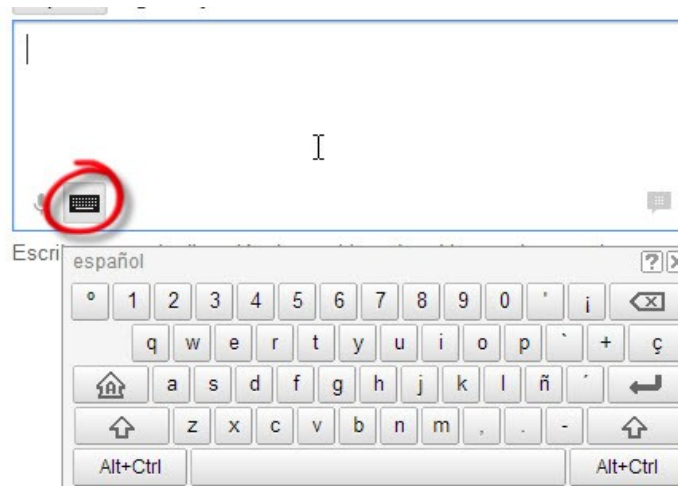 Escri
español
º 1 2 3 4 5 6 7 8 9 0 ' ¡
q w e r t y u i o p ` + ç
a s d f g h j k l ñ ´
z x c v b n m , . -
Alt+Ctrl Alt+Ctrl